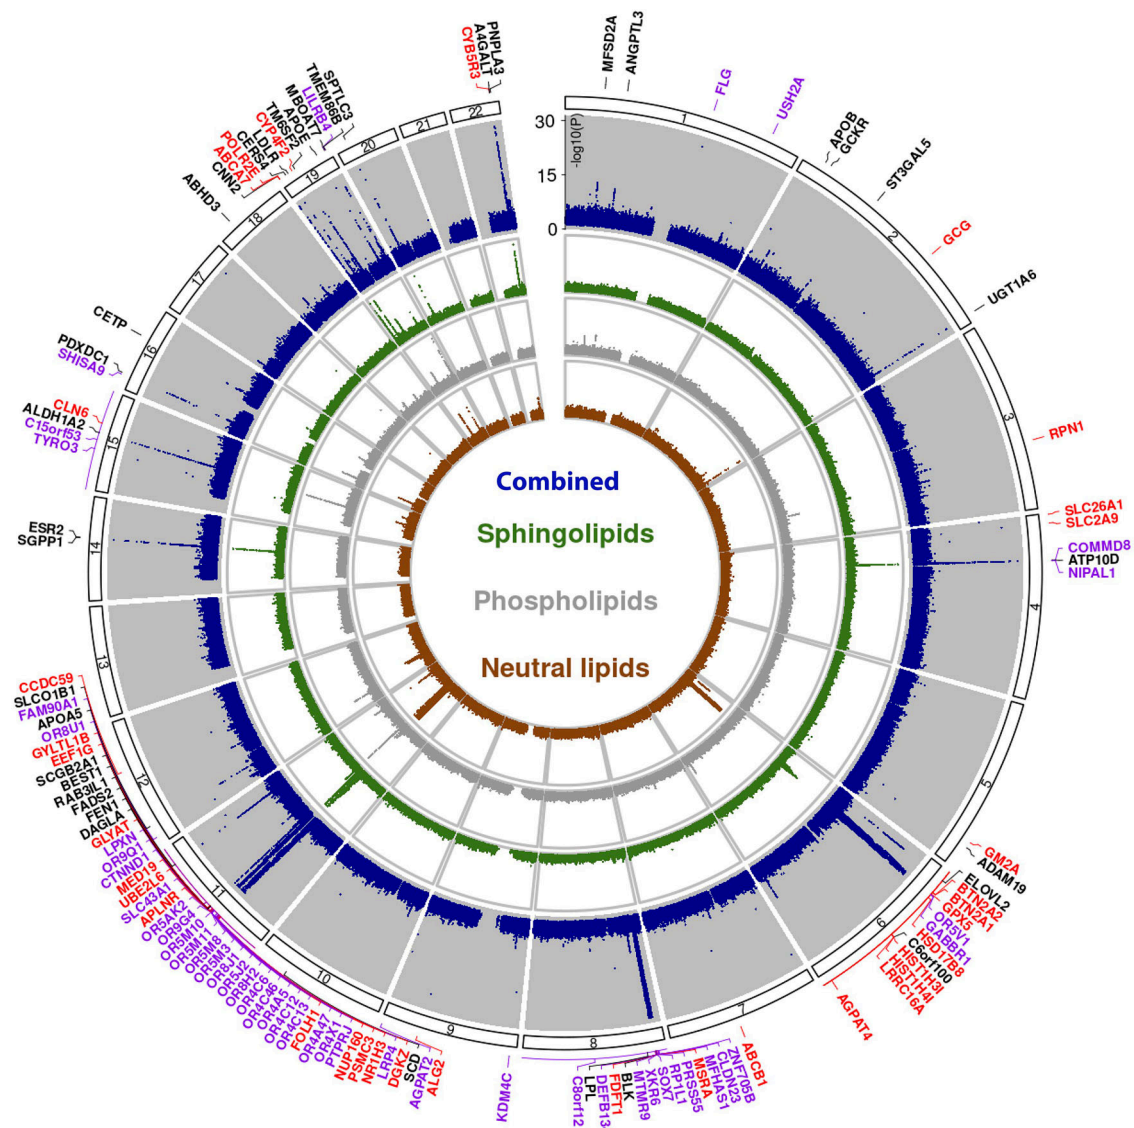 MFSD2A
ANGPTL3
FLG
USH2A
APOB
GCKR
ST3GAL5
GCG
UGT1A6
RPN1
SLC26A1
SLC2A9
COMMD8
ATP10D
NIPAL1
GM2A
ADAM19
ELOVL2
BTN2A2
BTN2A1
GPX5
OR5V1
GABBR1
HSD17B8
C6orf100
HIST1H3I
HIST1H4I
LRRC16A
AGPAT4
ABCB1
ZNF705B
CLDN23
MFHAS1
MSRA
PRSS55
RP1L1
SOX7
XKR6
MTMR9
BLK
FDFT1
DEFB13
LPL
C8orf12
KDM4C
ALG2
AGPAT2
SCD
DGKZ
LRP4
NR1H3
PSMC3
NUP160
PTPRJ
OR4X1
OR4A47
FOLH1
OR4C13
OR4C12
OR4A5
OR4C46
OR4C6
OR8H2
OR5J2
OR8J1
OR5M3
OR5M8
OR5M11
OR5M10
OR9G4
OR5AK2
APLNR
SLC43A1
UBE2L6
MED19
CTNND1
OR9Q1
LPXN
GLYAT
DAGLA
FEN1
FADS2
RAB3IL1
BEST1
SCGB2A1
EEF1G
GYLTL1B
OR8U1
APOA5
FAM90A1
SLCO1B1
CCDC59
SGPP1
ESR2
TYRO3
C15orf53
ALDH1A2
CLN6
SHISA9
PDXDC1
CETP
ABHD3
CNN2
ABCA7
POLR2E
CERS4
LDLR
CYP4F2
TM6SF2
APOE
MBOAT7
LILRB4
TMEM86B
SPTLC3
CYB5R3
A4GALT
PNPLA3
1
2
3
4
5
6
7
8
9
10
11
12
13
14
15
16
17
18
19
20
21
22
30
15
0
-log10(P)
Combined
Sphingolipids
Phospholipids
Neutral lipids